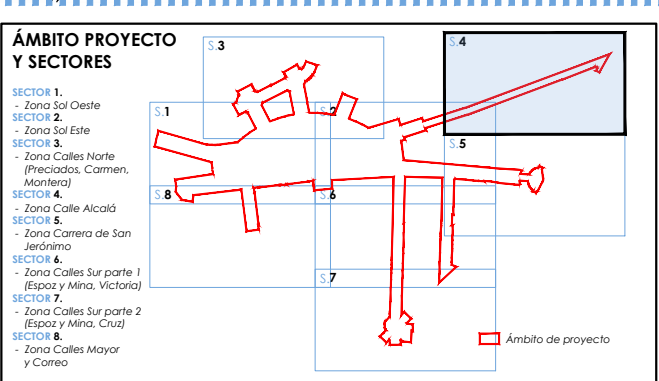 ÁMBITO PROYECTO
Y SECTORES
SECTOR 1.
- Zona Sol Oeste
SECTOR 2.
- Zona Sol Este
SECTOR 3.
- Zona Calles Norte
(Preciados, Carmen,
Montera)
SECTOR 4.
- Zona Calle Alcalá
SECTOR 5.
- Zona Carrera de San
Jerónimo
SECTOR 6.
- Zona Calles Sur parte 1
(Espoz y Mina, Victoria)
SECTOR 7.
- Zona Calles Sur parte 2
(Espoz y Mina, Cruz)
SECTOR 8.
- Zona Calles Mayor
y Correo
S.3
S.4
S.1
S.2
S.5
S.8
S.6
S.7
Ámbito de proyecto